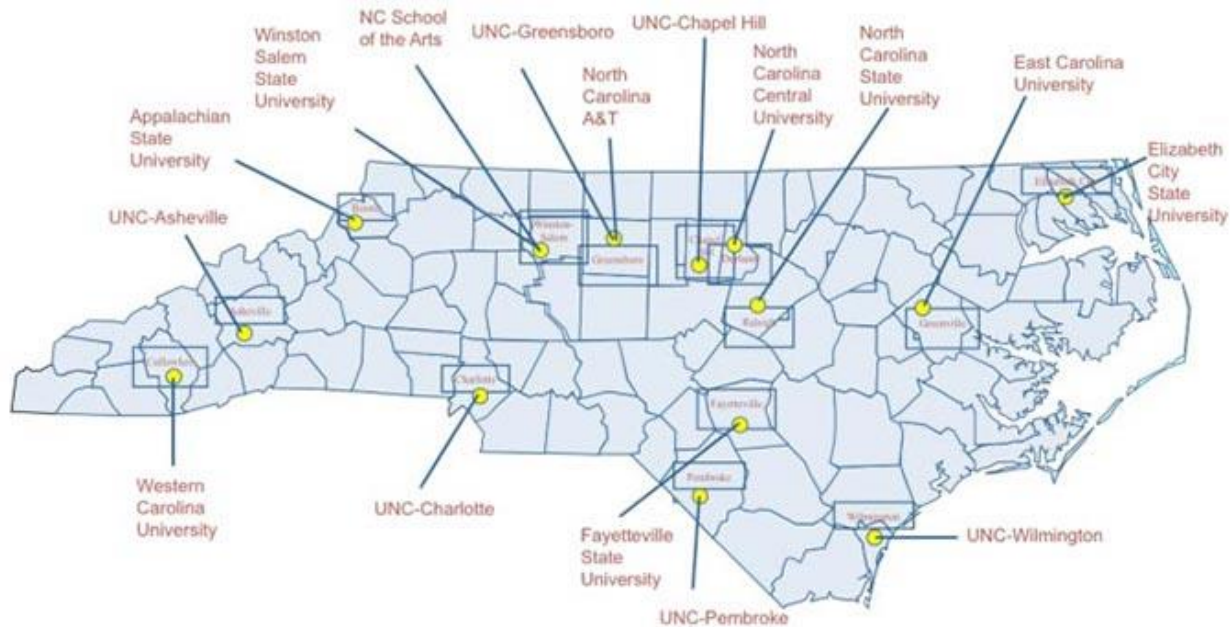 Winston
Salem
State
University
NC School
of the Arts
UNC-Greensboro
North
Carolina
A&T
UNC-Chapel Hill
North
Carolina
Central
University
North
Carolina
State
University
East Carolina
University
Elizabeth
City
State
University
Appalachian
State
University
UNC-Asheville
Boone
Winston-
Salem
Greensboro
Chapel
Durham
Elizabeth City
Asheville
Raleigh
Greenville
Cullowhee
Charlotte
Fayetteville
Pembroke
Wilmington
Western
Carolina
University
UNC-Charlotte
Fayetteville
State
University
UNC-Pembroke
UNC-Wilmington